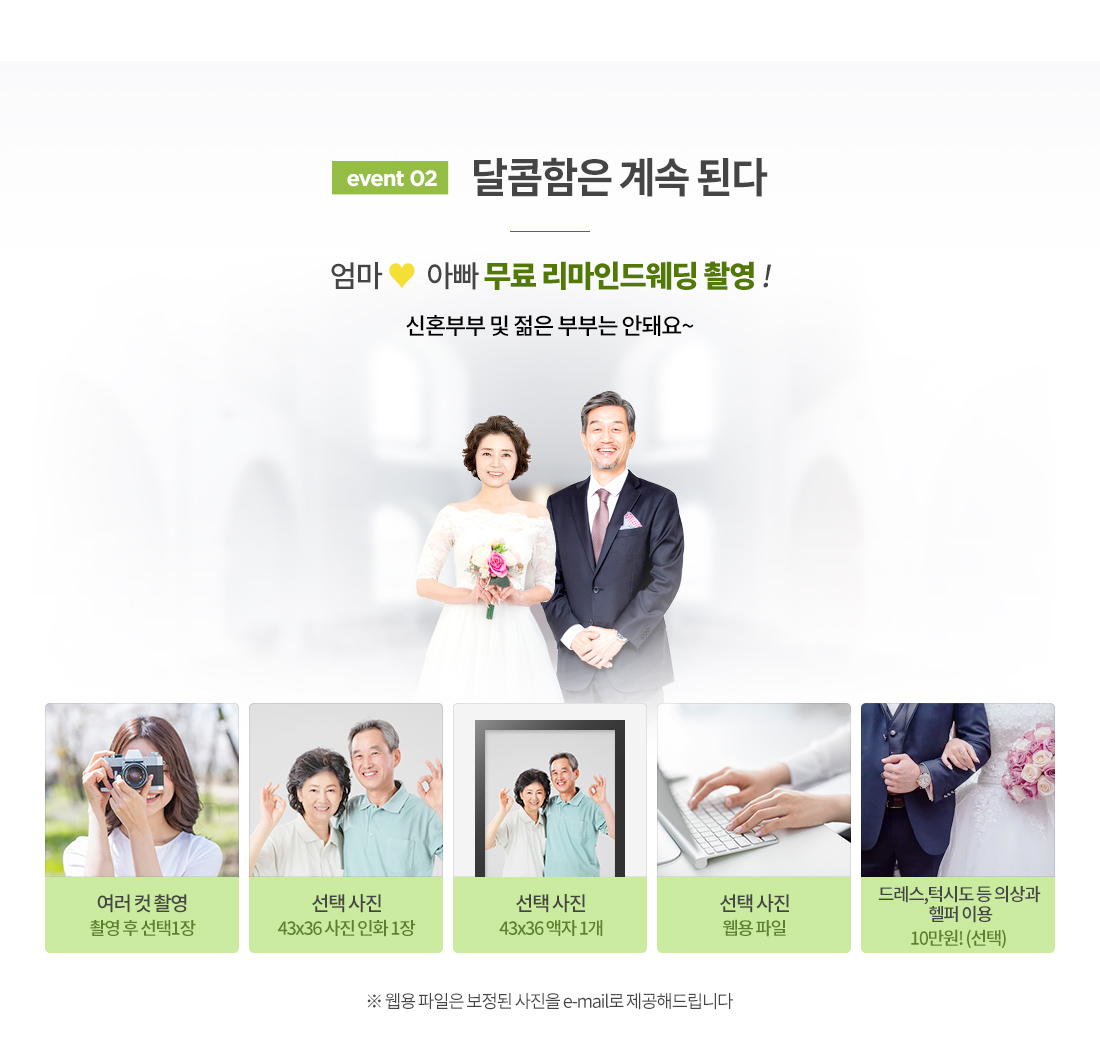 event 02 달콤함은 계속 된다
엄마 💛 아빠 무료 리마인드웨딩 촬영 !
신혼부부 및 젊은 부부는 안돼요~
여러 컷 촬영
촬영 후 선택1장
선택 사진
43x36 사진 인화 1장
선택 사진
43x36 액자 1개
선택 사진
웹용 파일
드레스,턱시도 등 의상과
헬퍼 이용
10만원! (선택)
※ 웹용 파일은 보정된 사진을 e-mail로 제공해드립니다